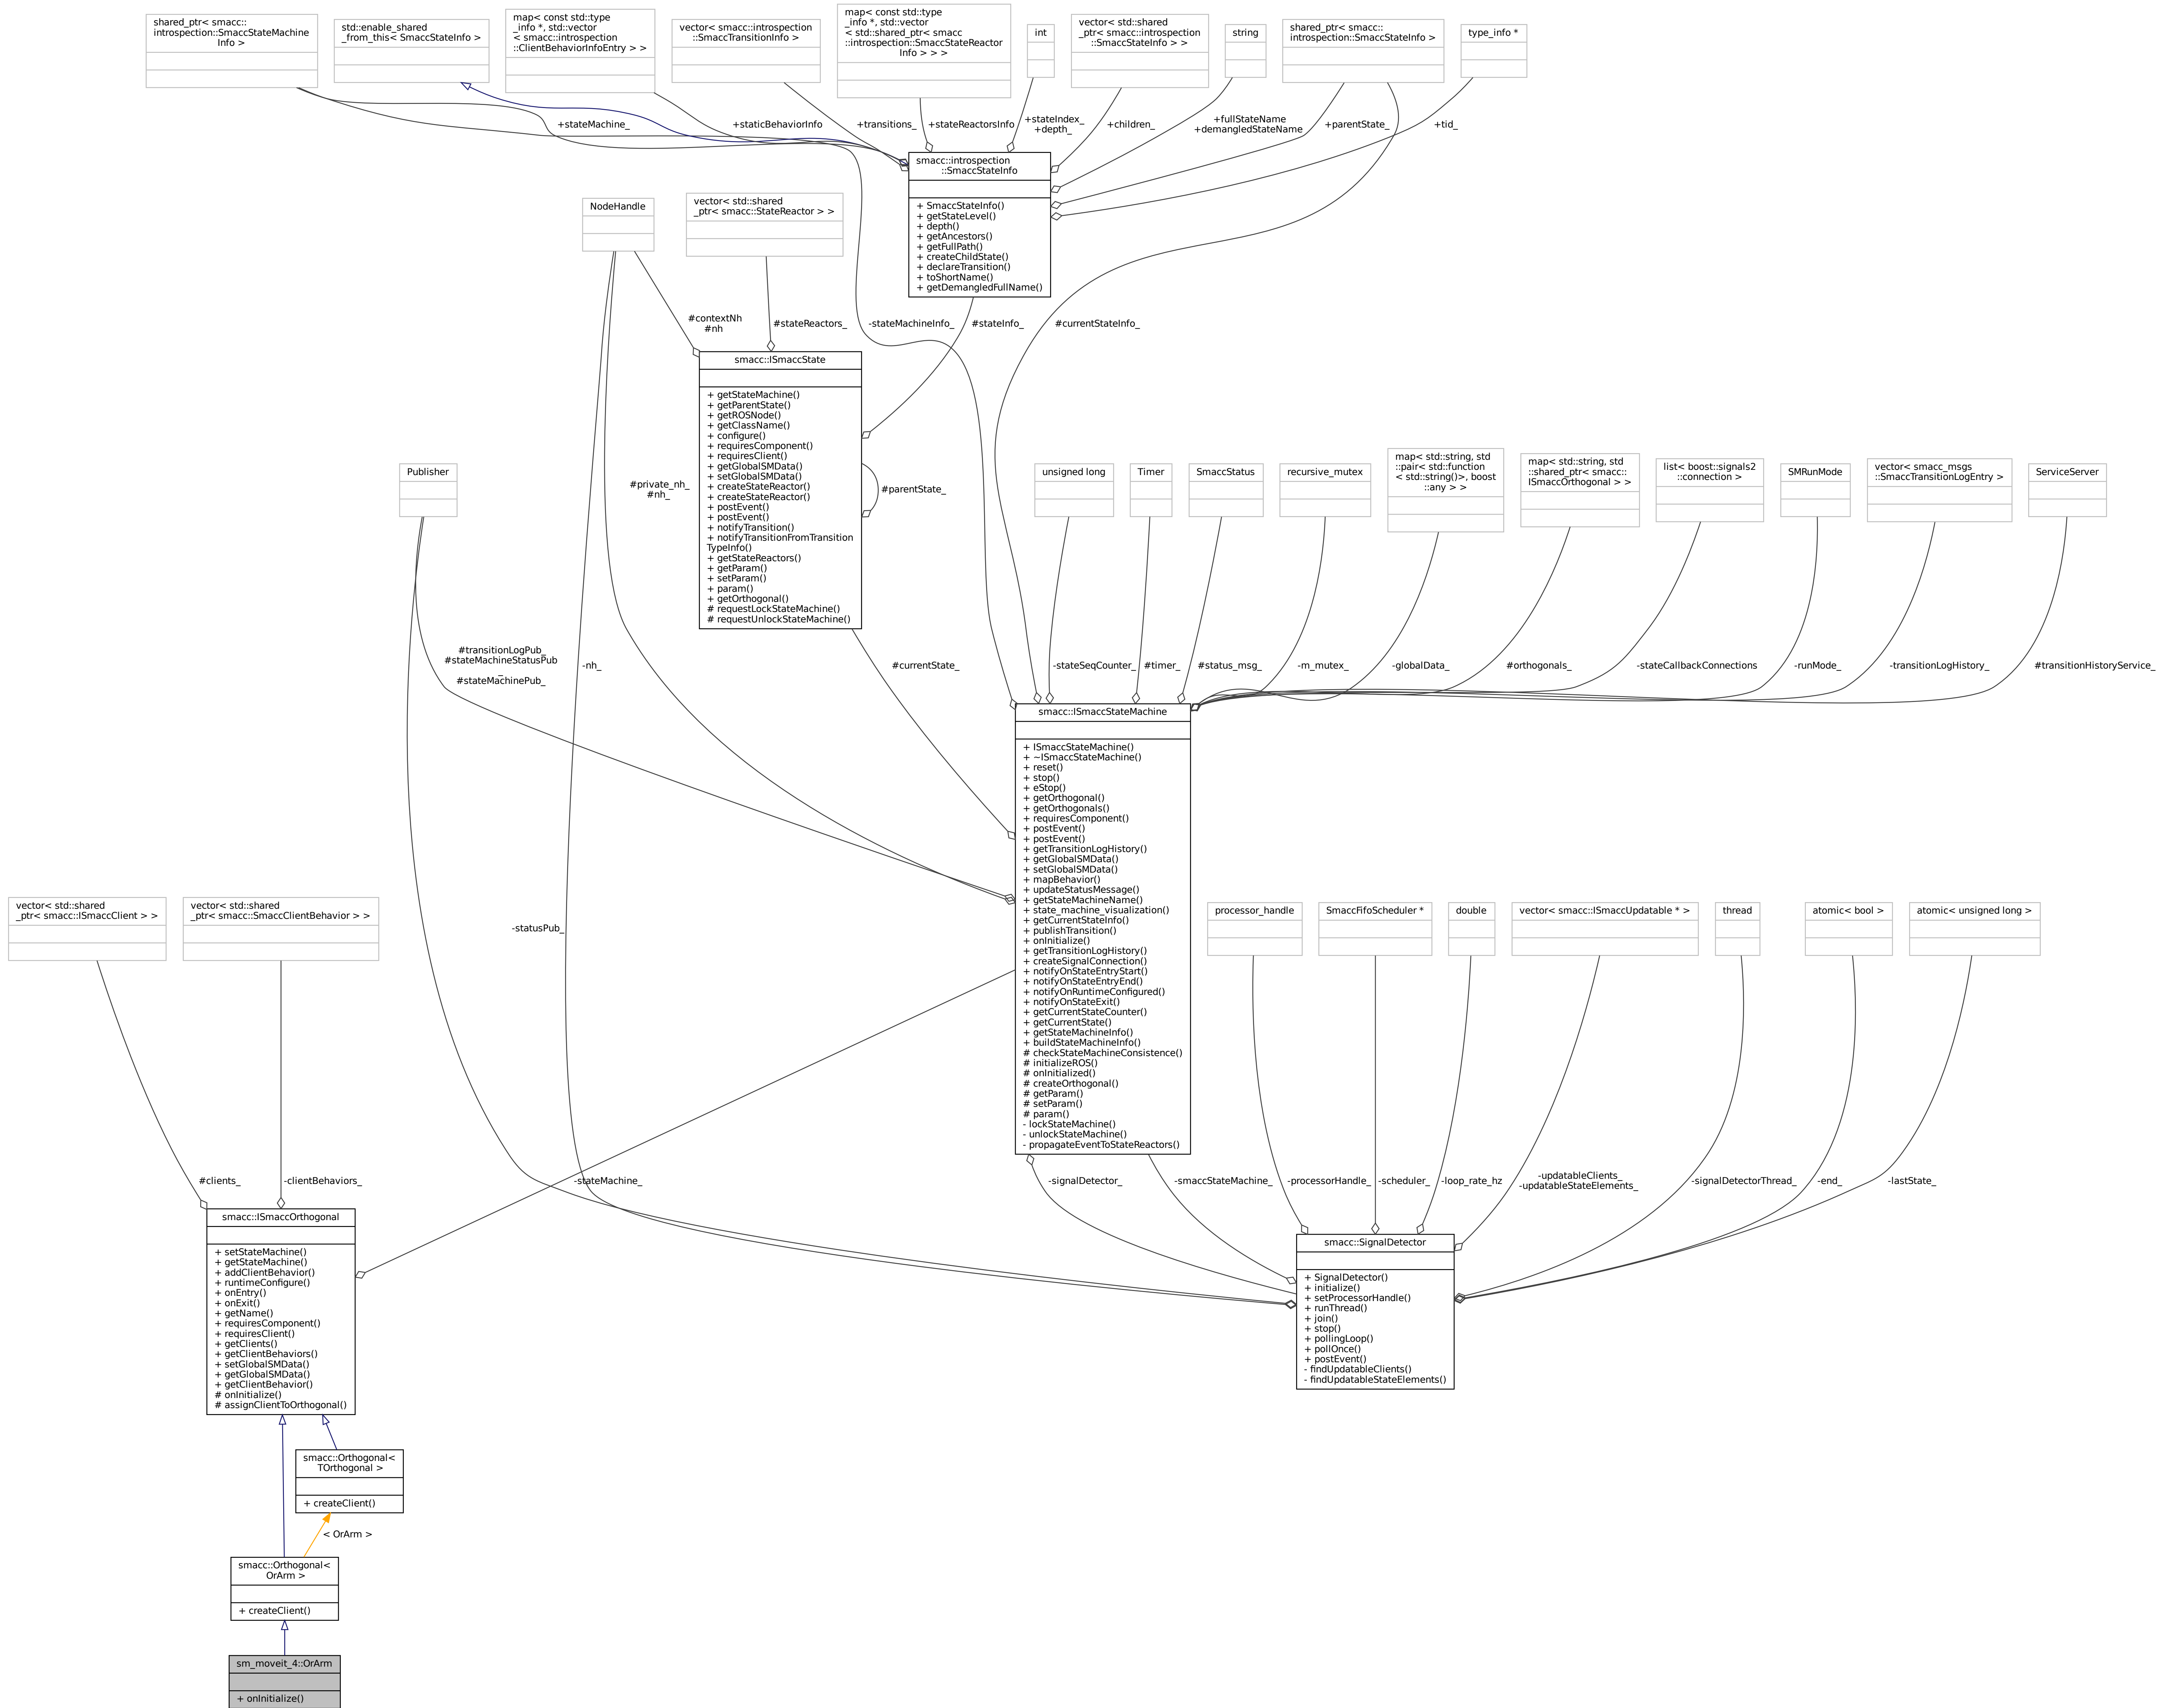 shared_ptr< smacc::
introspection::SmaccStateMachine
Info >
std::enable_shared
_from_this< SmaccStateInfo >
map< const std::type
_info *, std::vector
< smacc::introspection
::ClientBehaviorInfoEntry > >
vector< smacc::introspection
::SmaccTransitionInfo >
map< const std::type
_info *, std::vector
< std::shared_ptr< smacc
::introspection::SmaccStateReactor
Info > > >
int
vector< std::shared
_ptr< smacc::introspection
::SmaccStateInfo > >
string
shared_ptr< smacc::
introspection::SmaccStateInfo >
type_info *
+stateMachine_
+staticBehaviorInfo
+transitions_
+stateReactorsInfo
+stateIndex_
+depth_
+children_
+fullStateName
+demangledStateName
+parentState_
+tid_
smacc::introspection
::SmaccStateInfo
+ SmaccStateInfo()
+ getStateLevel()
+ depth()
+ getAncestors()
+ getFullPath()
+ createChildState()
+ declareTransition()
+ toShortName()
+ getDemangledFullName()
NodeHandle
vector< std::shared
_ptr< smacc::StateReactor > >
#contextNh
#nh
#stateReactors_
-stateMachineInfo_
#stateInfo_
#currentStateInfo_
smacc::ISmaccState
+ getStateMachine()
+ getParentState()
+ getROSNode()
+ getClassName()
+ configure()
+ requiresComponent()
+ requiresClient()
+ getGlobalSMData()
+ setGlobalSMData()
+ createStateReactor()
+ createStateReactor()
+ postEvent()
+ postEvent()
+ notifyTransition()
+ notifyTransitionFromTransition
TypeInfo()
+ getStateReactors()
+ getParam()
+ setParam()
+ param()
+ getOrthogonal()
# requestLockStateMachine()
# requestUnlockStateMachine()
#parentState_
Publisher
#private_nh_
#nh_
unsigned long
Timer
SmaccStatus
recursive_mutex
map< std::string, std
::pair< std::function
< std::string()>, boost
::any > >
map< std::string, std
::shared_ptr< smacc::
ISmaccOrthogonal > >
list< boost::signals2
::connection >
SMRunMode
vector< smacc_msgs
::SmaccTransitionLogEntry >
ServiceServer
#transitionLogPub_
#stateMachineStatusPub
_
#stateMachinePub_
-nh_
#currentState_
-stateSeqCounter_
#timer_
#status_msg_
-m_mutex_
-globalData_
#orthogonals_
-stateCallbackConnections
-runMode_
-transitionLogHistory_
#transitionHistoryService_
smacc::ISmaccStateMachine
+ ISmaccStateMachine()
+ ~ISmaccStateMachine()
+ reset()
+ stop()
+ eStop()
+ getOrthogonal()
+ getOrthogonals()
+ requiresComponent()
+ postEvent()
+ postEvent()
+ getTransitionLogHistory()
+ getGlobalSMData()
+ setGlobalSMData()
+ mapBehavior()
+ updateStatusMessage()
+ getStateMachineName()
+ state_machine_visualization()
+ getCurrentStateInfo()
+ publishTransition()
+ onInitialize()
+ getTransitionLogHistory()
+ createSignalConnection()
+ notifyOnStateEntryStart()
+ notifyOnStateEntryEnd()
+ notifyOnRuntimeConfigured()
+ notifyOnStateExit()
+ getCurrentStateCounter()
+ getCurrentState()
+ getStateMachineInfo()
+ buildStateMachineInfo()
# checkStateMachineConsistence()
# initializeROS()
# onInitialized()
# createOrthogonal()
# getParam()
# setParam()
# param()
- lockStateMachine()
- unlockStateMachine()
- propagateEventToStateReactors()
vector< std::shared
_ptr< smacc::ISmaccClient > >
vector< std::shared
_ptr< smacc::SmaccClientBehavior > >
-statusPub_
processor_handle
SmaccFifoScheduler *
double
vector< smacc::ISmaccUpdatable * >
thread
atomic< bool >
atomic< unsigned long >
#clients_
-clientBehaviors_
-stateMachine_
-signalDetector_
-smaccStateMachine_
-processorHandle_
-scheduler_
-loop_rate_hz
-updatableClients_
-updatableStateElements_
-signalDetectorThread_
-end_
-lastState_
smacc::ISmaccOrthogonal
+ setStateMachine()
+ getStateMachine()
+ addClientBehavior()
+ runtimeConfigure()
+ onEntry()
+ onExit()
+ getName()
+ requiresComponent()
+ requiresClient()
+ getClients()
+ getClientBehaviors()
+ setGlobalSMData()
+ getGlobalSMData()
+ getClientBehavior()
# onInitialize()
# assignClientToOrthogonal()
smacc::SignalDetector
+ SignalDetector()
+ initialize()
+ setProcessorHandle()
+ runThread()
+ join()
+ stop()
+ pollingLoop()
+ pollOnce()
+ postEvent()
- findUpdatableClients()
- findUpdatableStateElements()
smacc::Orthogonal<
TOrthogonal >
+ createClient()
< OrArm >
smacc::Orthogonal<
OrArm >
+ createClient()
sm_moveit_4::OrArm
+ onInitialize()